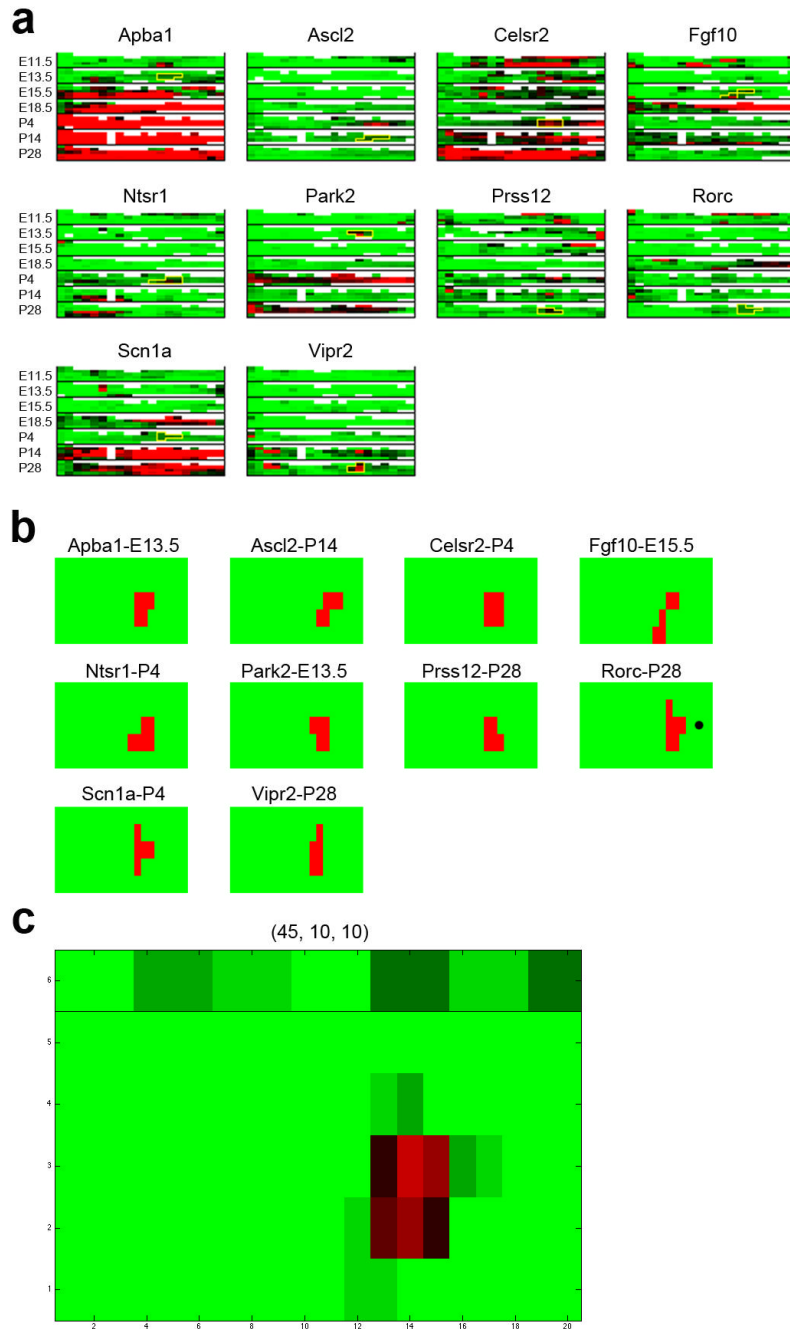 a
Apba1 Ascl2 Celsr2 Fgf10
E11.5
E13.5
E15.5
E18.5
P4
P14
P28
Ntsr1 Park2 Prss12 Rorc
E11.5
E13.5
E15.5
E18.5
P4
P14
P28
Scn1a Vipr2
E11.5
E13.5
E15.5
E18.5
P4
P14
P28
b
Apba1-E13.5 Ascl2-P14 Celsr2-P4 Fgf10-E15.5
Ntsr1-P4 Park2-E13.5 Prss12-P28 Rorc-P28
Scn1a-P4 Vipr2-P28
c
(45, 10, 10)
6
5
4
3
2
1
2 4 6 8 10 12 14 16 18 20